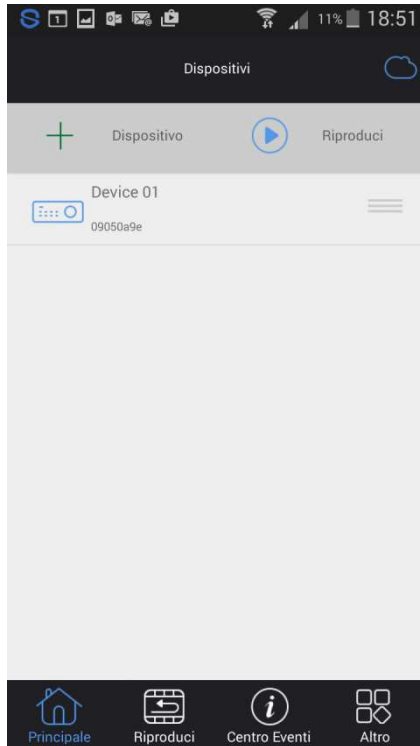 11% 18:51
Dispositivi
Dispositivo Riproduci
Device 01
09050a9e
Principale Riproduci Centro Eventi Altro